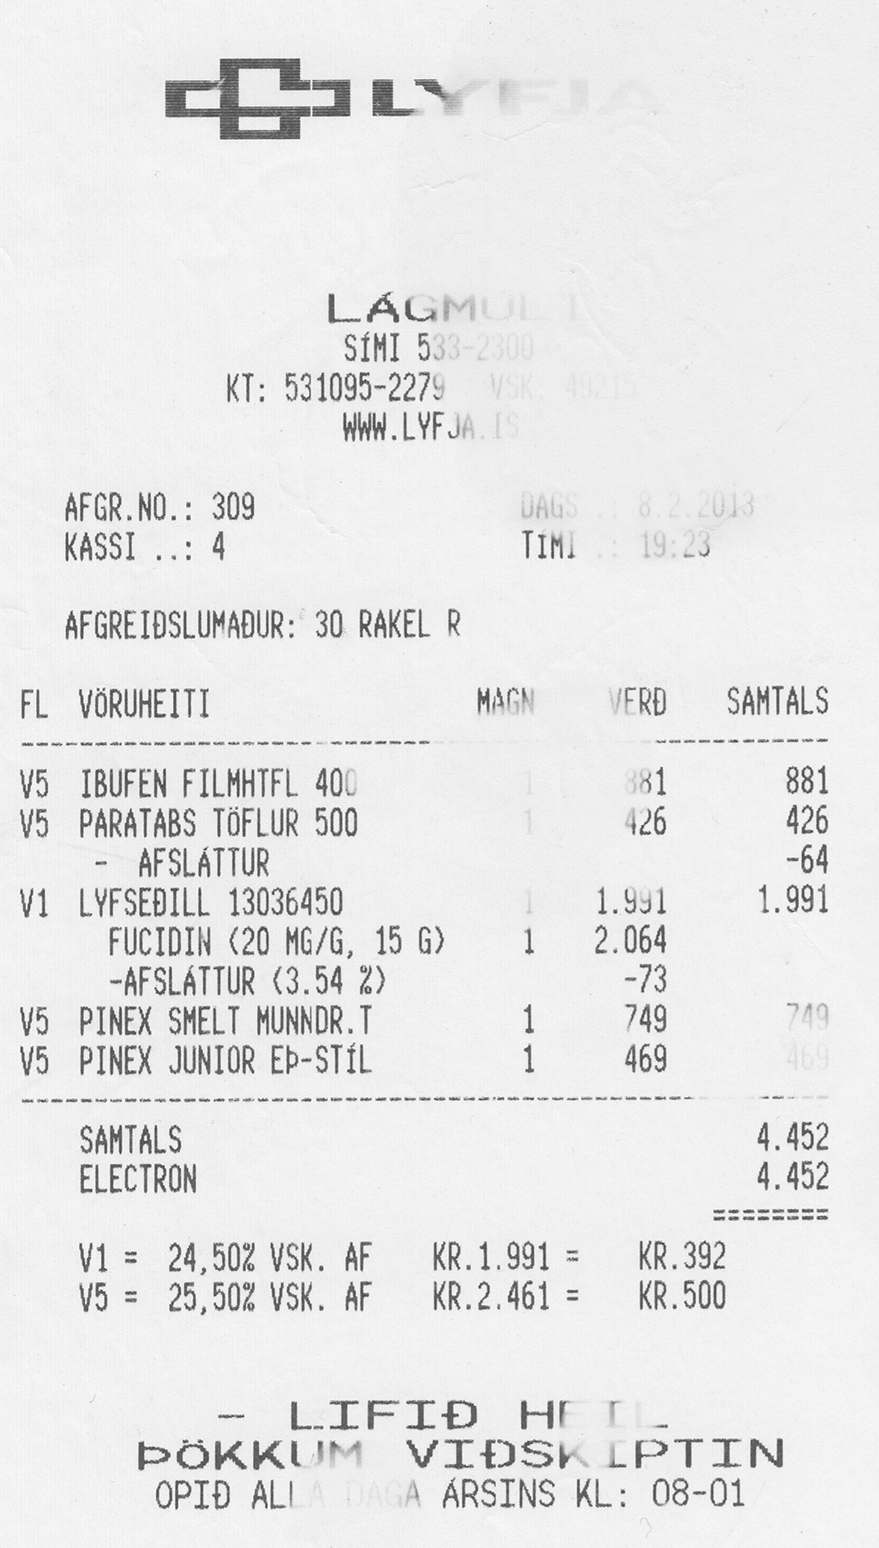 LYFJA
LÁGMÚLI
SÍMI 533-2300
KT: 531095-2279 VSK: 49215
WWW.LYFJA.IS
AFGR.NO.: 309 DAGS .: 8.2.2013
KASSI ..: 4 TÍMI .: 19:23
AFGREIÐSLUMAÐUR: 30 RAKEL R
FL VÖRUHEITI MAGN VERÐ SAMTALS
V5 IBUFEN FILMHTFL 400 1 881 881
V5 PARATABS TÖFLUR 500 1 426 426
- AFSLÁTTUR -64
V1 LYFSEÐILL 13036450 1 1.991 1.991
FUCIDIN (20 MG/G, 15 G) 1 2.064
-AFSLÁTTUR (3.54 %) -73
V5 PINEX SMELT MUNNDR.T 1 749 749
V5 PINEX JUNIOR EÞ-STÍL 1 469 469
SAMTALS 4.452
ELECTRON 4.452
========
V1 = 24,50% VSK. AF KR.1.991 = KR.392
V5 = 25,50% VSK. AF KR.2.461 = KR.500
- LIFIÐ HEIL
ÞÖKKUM VIÐSKIPTIN
OPIÐ ALLA DAGA ÁRSINS KL: 08-01